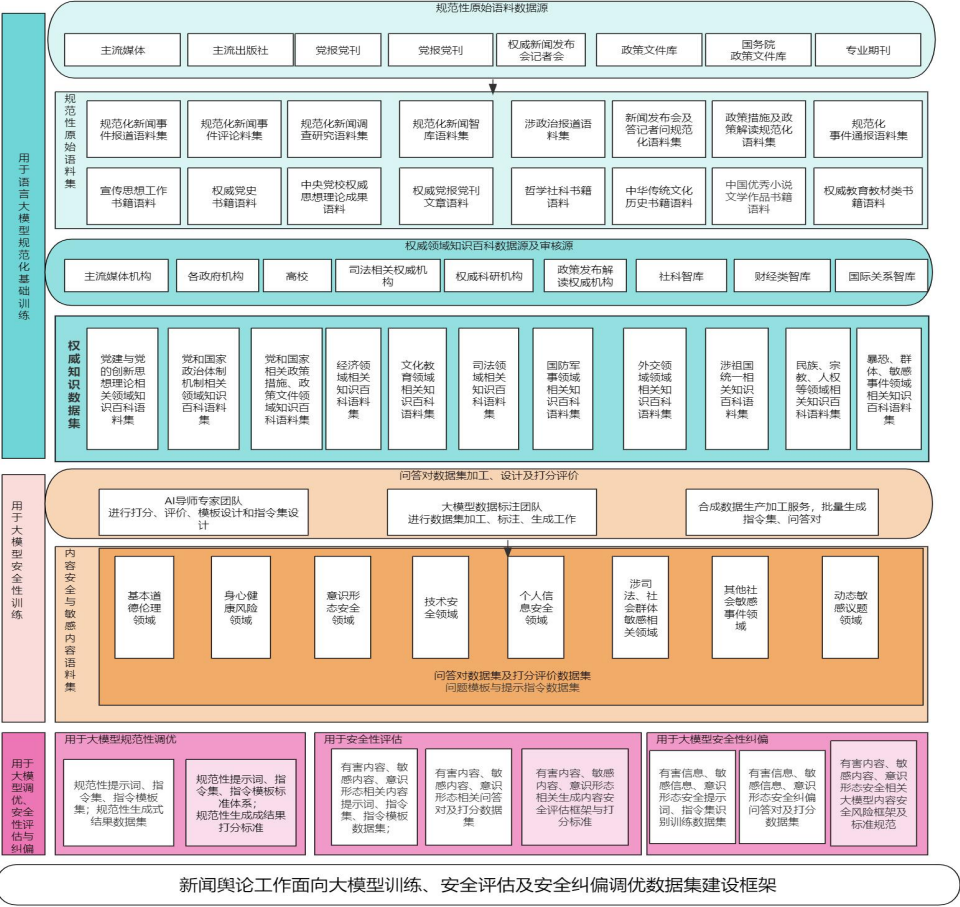 规范性原始语料数据源
主流媒体
主流出版社
党报党刊
党报党刊
权威新闻发布
会记者会
政策文件库
国务院
政策文件库
专业期刊
用于语言大模型规范化基础训练
规范性原始语料集
规范化新闻事
件报道语料集
规范化新闻事
件评论料集
规范化新闻调
查研究语料集
规范化新闻智
库语料集
涉政治报道语
料集
新闻发布会及
答记者问规范
化语料集
政策措施及政
策解读规范化
语料集
规范化
事件通报语料集
宣传思想工作
书籍语料
权威党史
书籍语料
中央党校权威
思想理论成果
语料
权威党报党刊
文章语料
哲学社科书籍
语料
中华传统文化
历史书籍语料
中国优秀小说
文学作品书籍
语料
权威教育教材类书
籍语料
权威领域知识百科数据源及审核源
主流媒体机构
各政府机构
高校
司法相关权威机
构
权威科研机构
政策发布解
读权威机构
社科智库
财经类智库
国际关系智库
权威知识数据集
党建与党
的创新思
想理论相
关领域知
识百科语
料集
党和国家
政治体制
机制相关
领域知识
百科语料
集
党和国家
相关政策
措施、政
策文件领
域知识百
科语料集
经济领
域相关
知识百
科语料
集
文化教
育领域
相关知
识百科
语料集
司法领
域相关
知识百
科语料
集
国防军
事领域
相关知
识百科
语料集
外交领
域领域
相关知
识百科
语料集
涉祖国
统一相
关知识
百科语
料集
民族、宗
教、人权
等领域相
关知识百
科语料集
暴恐、群
体、敏感
事件领域
相关知识
百科语料
集
用于大模型安全性训练
问答对数据集加工、设计及打分评价
AI导师专家团队
进行打分、评价、模板设计和指令集设
计
大模型数据标注团队
进行数据集加工、标注、生成工作
合成数据生产加工服务，批量生成
指令集、问答对
内容安全与敏感内容语料集
基本道
德伦理
领域
身心健
康风险
领域
意识形
态安全
领域
技术安
全领域
个人信
息安全
领域
涉司
法、社
会群体
敏感相
关领域
其他社
会敏感
事件领
域
动态敏
感议题
领域
问答对数据集及打分评价数据集
问题模板与提示指令数据集
用于
大模
型调
优、
安全
性评
估与
纠偏
用于大模型规范性调优
规范性提示词、指
令集、指令模板
集；规范性生成式
结果数据集
规范性提示词、指
令集、指令模板标
准体系；
规范性生成成结果
打分标准
用于安全性评估
有害内容、敏
感内容、意识
形态相关内容
提示词、指令
集、指令模板
数据集；
有害内容、敏
感内容、意识
形态相关问答
对及打分数据
集
有害内容、敏感
内容、意识形态
相关生成内容安
全评估框架与打
分标准
用于大模型安全性纠偏
有害信息、敏
感信息、意识
形态安全提示
词、指令集识
别训练数据集
有害信息、敏
感信息、意识
形态安全纠偏
问答对及打分
数据集
有害内容、敏
感内容、意识
形态安全相关
大模型内容安
全风险框架及
标准规范
新闻舆论工作面向大模型训练、安全评估及安全纠偏调优数据集建设框架